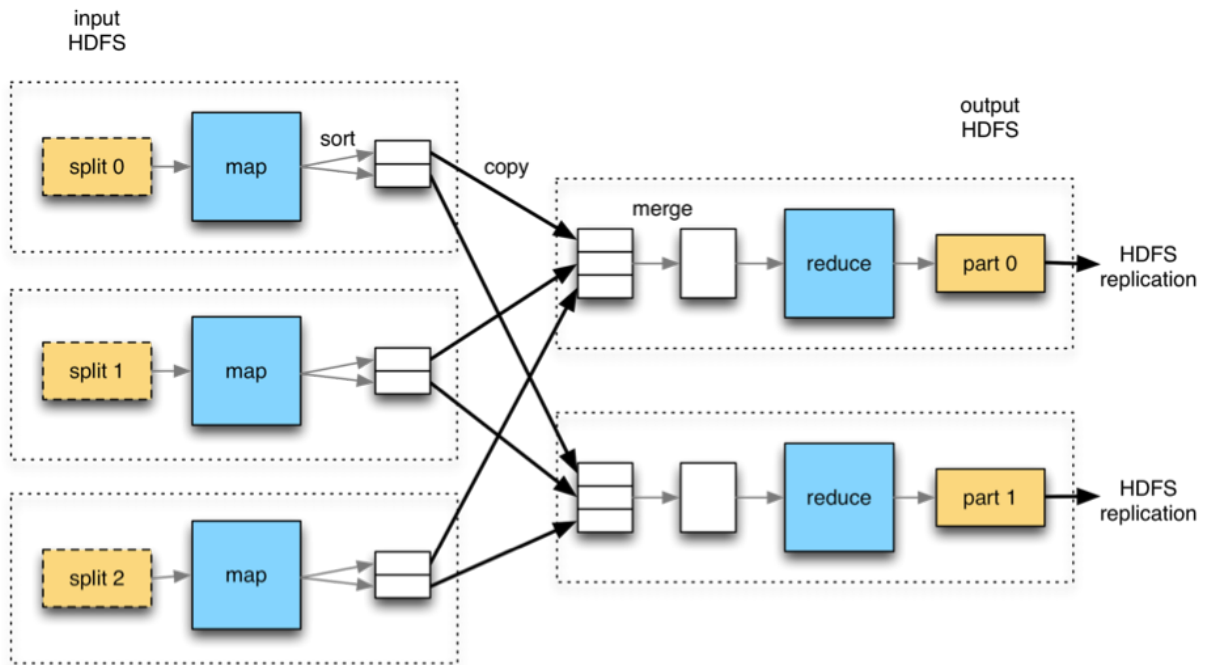 input
HDFS
output
HDFS
split 0
map
sort
copy
merge
reduce
part 0
HDFS
replication
split 1
map
reduce
part 1
HDFS
replication
split 2
map